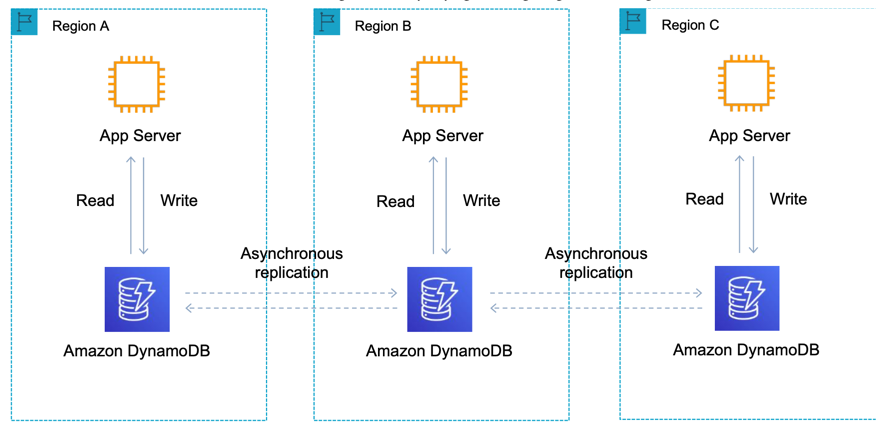 Region A
Region B
Region C
App Server
App Server
App Server
Read
Write
Read
Write
Read
Write
Asynchronous
replication
Asynchronous
replication
Amazon DynamoDB
Amazon DynamoDB
Amazon DynamoDB